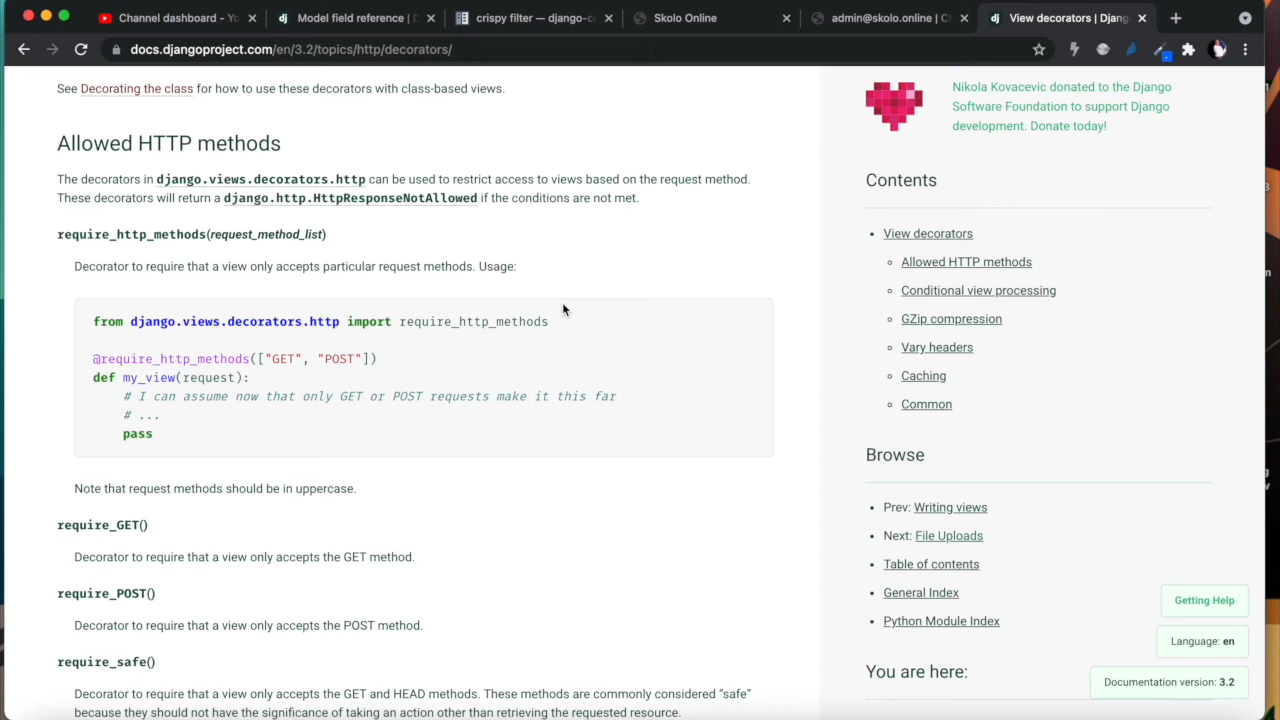 Channel dashboard - Yo
Model field reference | D
crispy filter — django-c
Skolo Online
admin@skolo.online | C
View decorators | Djang
docs.djangoproject.com/en/3.2/topics/http/decorators/
See Decorating the class for how to use these decorators with class-based views.
Allowed HTTP methods
The decorators in django.views.decorators.http can be used to restrict access to views based on the request method.
These decorators will return a django.http.HttpResponseNotAllowed if the conditions are not met.
require_http_methods(request_method_list)
Decorator to require that a view only accepts particular request methods. Usage:
from django.views.decorators.http import require_http_methods
@require_http_methods(["GET", "POST"])
def my_view(request):
# I can assume now that only GET or POST requests make it this far
# ...
pass
Note that request methods should be in uppercase.
require_GET()
Decorator to require that a view only accepts the GET method.
require_POST()
Decorator to require that a view only accepts the POST method.
require_safe()
Decorator to require that a view only accepts the GET and HEAD methods. These methods are commonly considered “safe”
because they should not have the significance of taking an action other than retrieving the requested resource.
Nikola Kovacevic donated to the Django
Software Foundation to support Django
development. Donate today!
Contents
View decorators
Allowed HTTP methods
Conditional view processing
GZip compression
Vary headers
Caching
Common
Browse
Prev: Writing views
Next: File Uploads
Table of contents
General Index
Python Module Index
You are here:
Getting Help
Language: en
Documentation version: 3.2